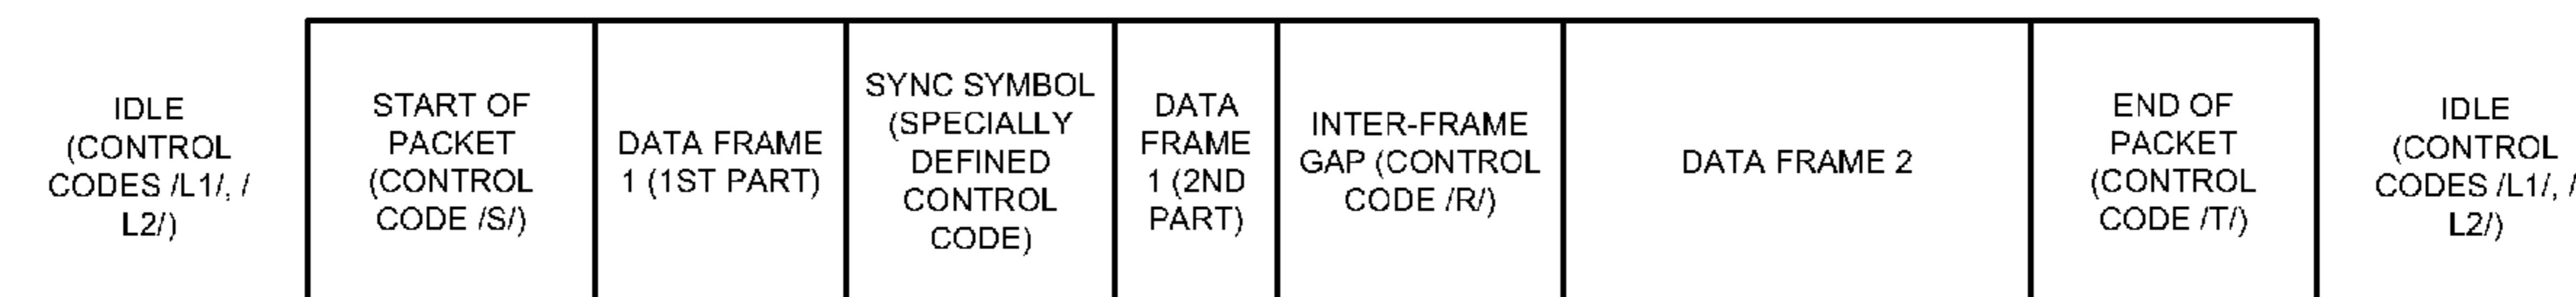 IDLE
(CONTROL
CODES /L1/, /
L2/)
START OF
PACKET
(CONTROL
CODE /S/)
DATA FRAME
1 (1ST PART)
SYNC SYMBOL
(SPECIALLY
DEFINED
CONTROL
CODE)
DATA
FRAME
1 (2ND
PART)
INTER-FRAME
GAP (CONTROL
CODE /R/)
DATA FRAME 2
END OF
PACKET
(CONTROL
CODE /T/)
IDLE
(CONTROL
CODES /L1/, /
L2/)